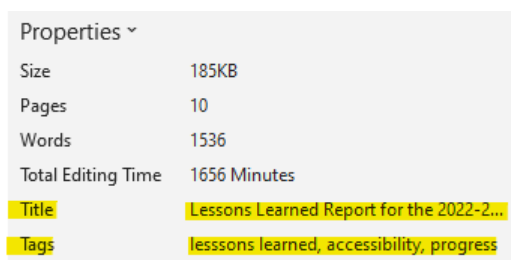 Properties
Size 185KB
Pages 10
Words 1536
Total Editing Time 1656 Minutes
Title Lessons Learned Report for the 2022-2...
Tags lesssons learned, accessibility, progress